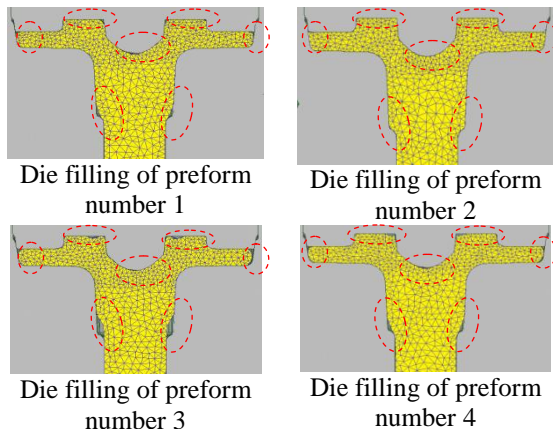 Die filling of preform
number 1
Die filling of preform
number 2
Die filling of preform
number 3
Die filling of preform
number 4